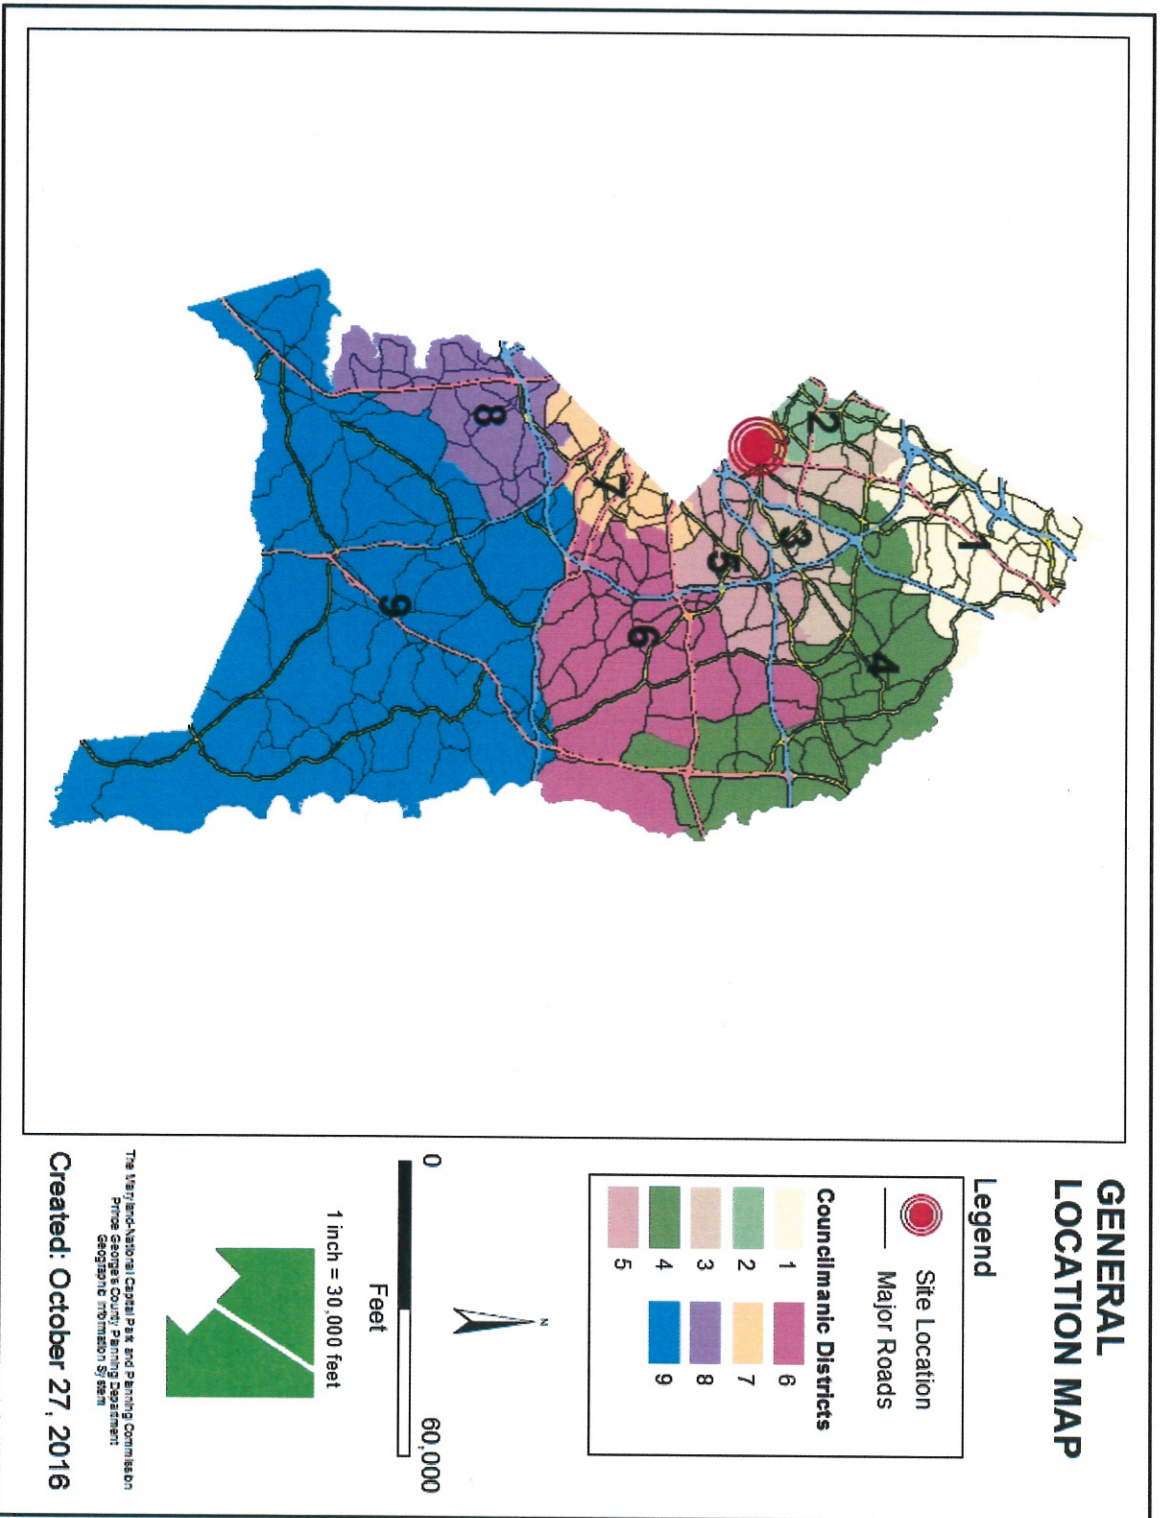 GENERAL
LOCATION MAP
Legend
Site Location
Major Roads
Councilmanic Districts
1
2
3
4
5
6
7
8
9
N
0
60,000
Feet
1 inch = 30,000 feet
The Maryland-National Capital Park and Planning Commission
Prince George's County Planning Department
Geographic Information System
Created: October 27, 2016
1
2
3
4
5
6
7
8
9